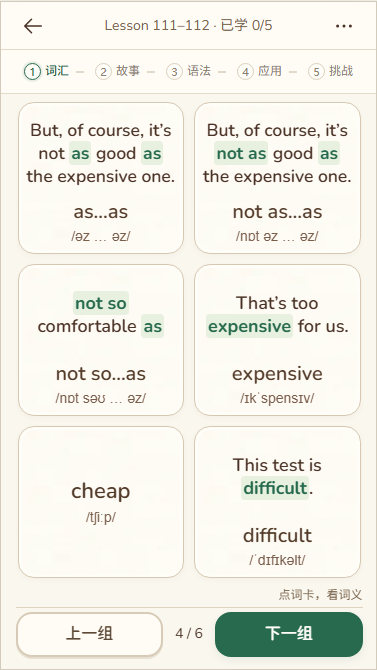 Lesson 111–112 · 已学 0/5
1 词汇 – 2 故事 – 3 语法 – 4 应用 – 5 挑战
But, of course, it's
not as good as
the expensive one.
as...as
/əz ... əz/
But, of course, it's
not as good as
the expensive one.
not as...as
/nɒt əz ... əz/
not so
comfortable as
not so...as
/nɒt səʊ ... əz/
That's too
expensive for us.
expensive
/ɪkˈspensɪv/
cheap
/tʃiːp/
This test is
difficult.
difficult
/ˈdɪfɪkəlt/
点词卡，看词义
上一组
4 / 6
下一组